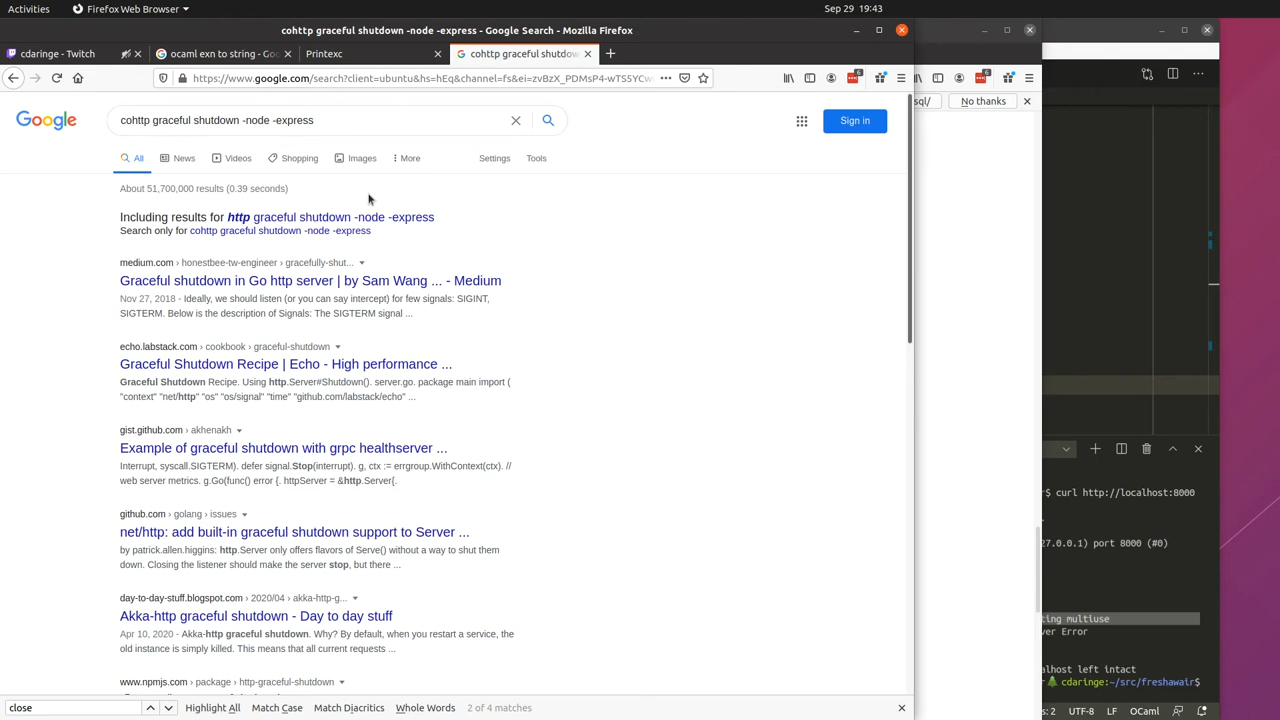 Activities
Firefox Web Browser
Sep 29 19:43
cohttp graceful shutdown -node -express - Google Search - Mozilla Firefox
cdaringe - Twitch
ocaml exn to string - Goo
Printexc
cohttp graceful shutdow
https://www.google.com/search?client=ubuntu&hs=hEq&channel=fs&ei=zvBzX_PDMsP4-wTS5YCw
6
6
sql/
No thanks
Google
cohttp graceful shutdown -node -express
Sign in
All
News
Videos
Shopping
Images
More
Settings
Tools
About 51,700,000 results (0.39 seconds)
Including results for http graceful shutdown -node -express
Search only for cohttp graceful shutdown -node -express
medium.com › honestbee-tw-engineer › gracefully-shut...
Graceful shutdown in Go http server | by Sam Wang ... - Medium
Nov 27, 2018 - Ideally, we should listen (or you can say intercept) for few signals: SIGINT,
SIGTERM. Below is the description of Signals: The SIGTERM signal ...
echo.labstack.com › cookbook › graceful-shutdown
Graceful Shutdown Recipe | Echo - High performance ...
Graceful Shutdown Recipe. Using http.Server#Shutdown(). server.go. package main import (
"context" "net/http" "os" "os/signal" "time" "github.com/labstack/echo" ...
gist.github.com › akhenakh
Example of graceful shutdown with grpc healthserver ...
Interrupt, syscall.SIGTERM). defer signal.Stop(interrupt). g, ctx := errgroup.WithContext(ctx). //
web server metrics. g.Go(func() error {. httpServer = &http.Server{.
github.com › golang › issues
net/http: add built-in graceful shutdown support to Server ...
by patrick.allen.higgins: http.Server only offers flavors of Serve() without a way to shut them
down. Closing the listener should make the server stop, but there ...
day-to-day-stuff.blogspot.com › 2020/04 › akka-http-g...
Akka-http graceful shutdown - Day to day stuff
Apr 10, 2020 - Akka-http graceful shutdown. Why? By default, when you restart a service, the
old instance is simply killed. This means that all current requests ...
www.npmjs.com › package › http-graceful-shutdown
r$ curl http://localhost:8000
27.0.0.1) port 8000 (#0)
ting multiuse
ver Error
alhost left intact
cdaringe:~/src/freshawair$
close
Highlight All
Match Case
Match Diacritics
Whole Words
2 of 4 matches
s: 2
UTF-8
LF
OCaml